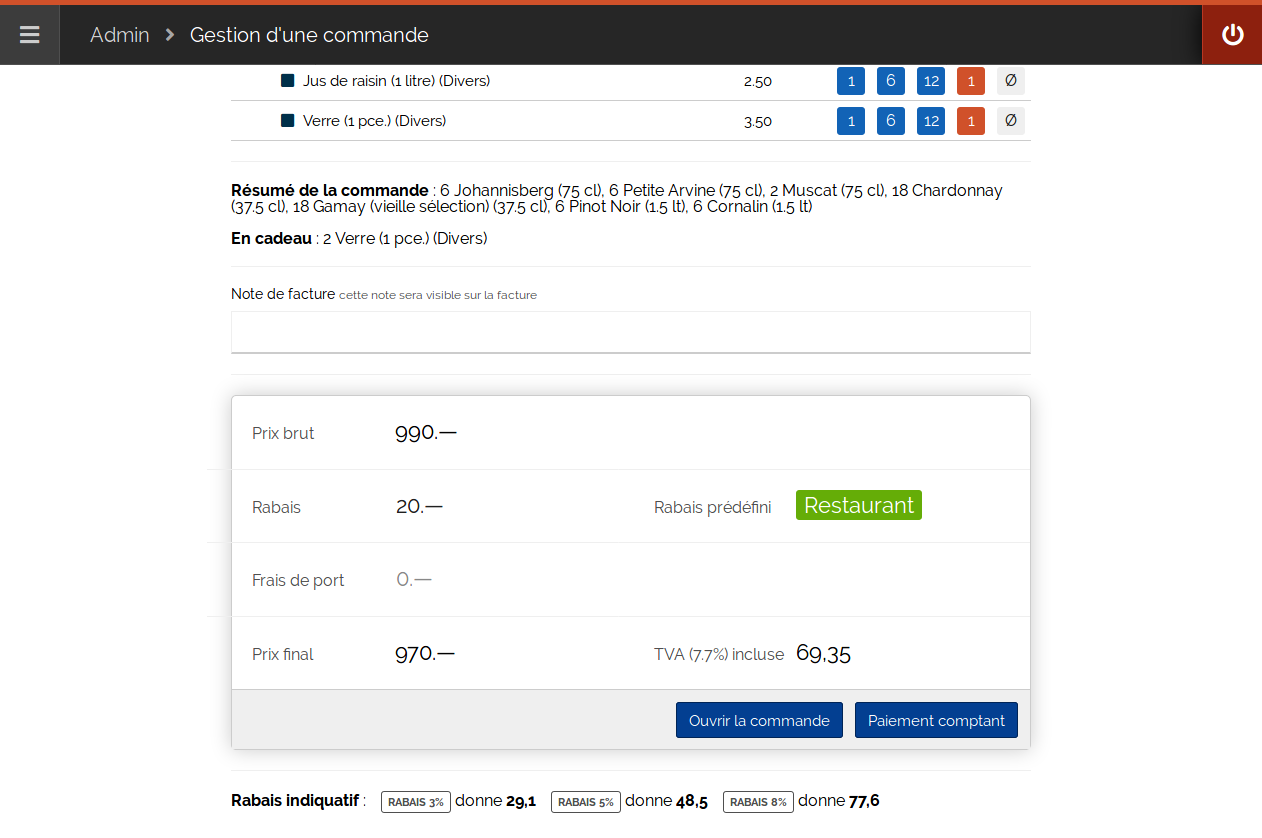 Admin > Gestion d'une commande
Jus de raisin (1 litre) (Divers) 2.50 1 6 12 1 Ø
Verre (1 pce.) (Divers) 3.50 1 6 12 1 Ø
Résumé de la commande : 6 Johannisberg (75 cl), 6 Petite Arvine (75 cl), 2 Muscat (75 cl), 18 Chardonnay
(37.5 cl), 18 Gamay (vieille sélection) (37.5 cl), 6 Pinot Noir (1.5 lt), 6 Cornalin (1.5 lt)
En cadeau : 2 Verre (1 pce.) (Divers)
Note de facture cette note sera visible sur la facture
Prix brut 990.—
Rabais 20.— Rabais prédéfini Restaurant
Frais de port 0.—
Prix final 970.— TVA (7.7%) incluse 69,35
Ouvrir la commande Paiement comptant
Rabais indiquatif : RABAIS 3% donne 29,1 RABAIS 5% donne 48,5 RABAIS 8% donne 77,6